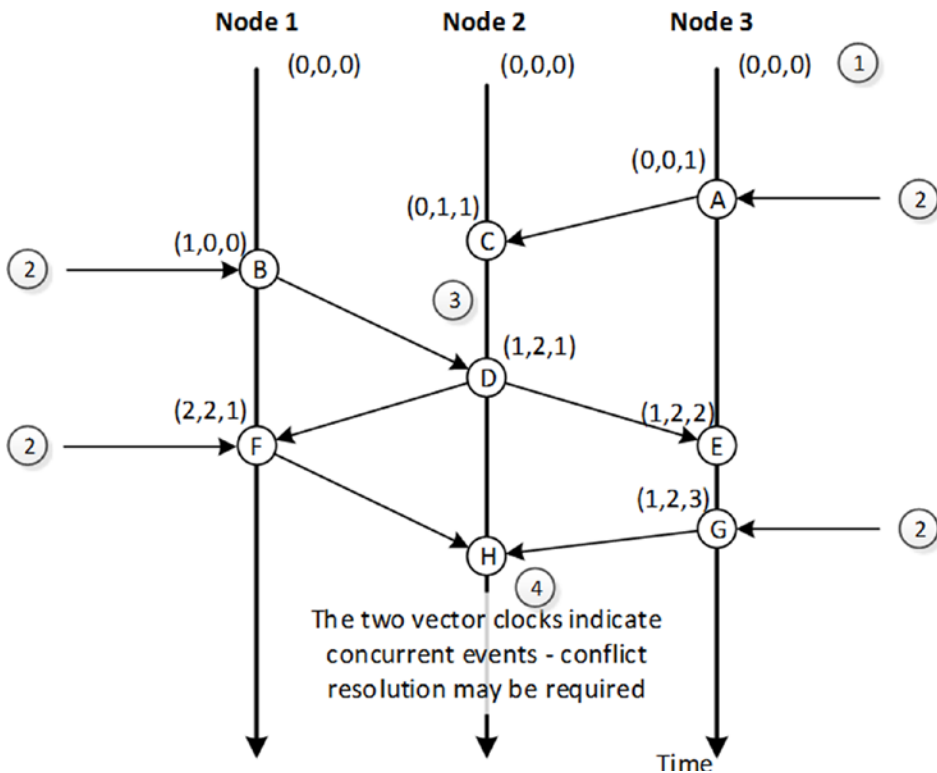 Node 1
Node 2
Node 3
(0,0,0)
(0,0,0)
(0,0,0)
1
(0,0,1)
A
2
(0,1,1)
C
(1,0,0)
2
B
3
(1,2,1)
D
(2,2,1)
(1,2,2)
2
F
E
(1,2,3)
G
2
H
4
The two vector clocks indicate
concurrent events - conflict
resolution may be required
Time